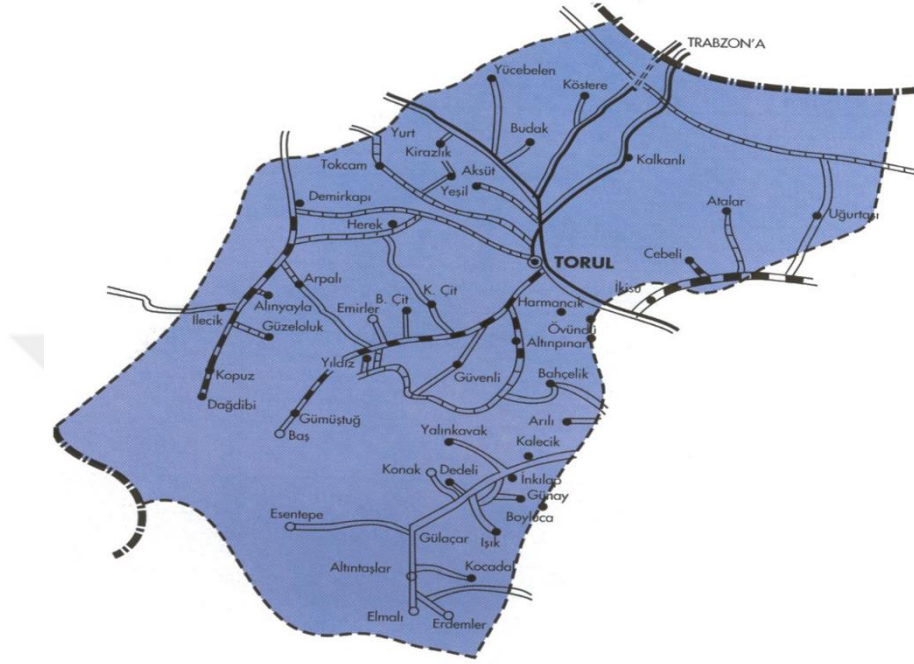 TRABZON'A
Yücebelen
Köstere
Yurt
Budak
Kirazlık
Tokcam
Aksüt
Kalkanlı
Yeşil
Demirkapı
Atalar
Herek
Uğurtaşı
TORUL
Cebeli
Arpalı
İkisu
K. Çit
B. Çit
Alınyayla
Emirler
Harmancık
İlecik
Güzeloluk
Övündü
Altınpınar
Yıldız
Kopuz
Güvenli
Bahçelik
Dağdibi
Gümüştuğ
Arılı
Yalınkavak
Baş
Kalecik
Konak
Dedeli
İnkılap
Günay
Esentepe
Boyluca
Gülaçar
Işık
Altıntaşlar
Kocadal
Elmalı
Erdemler